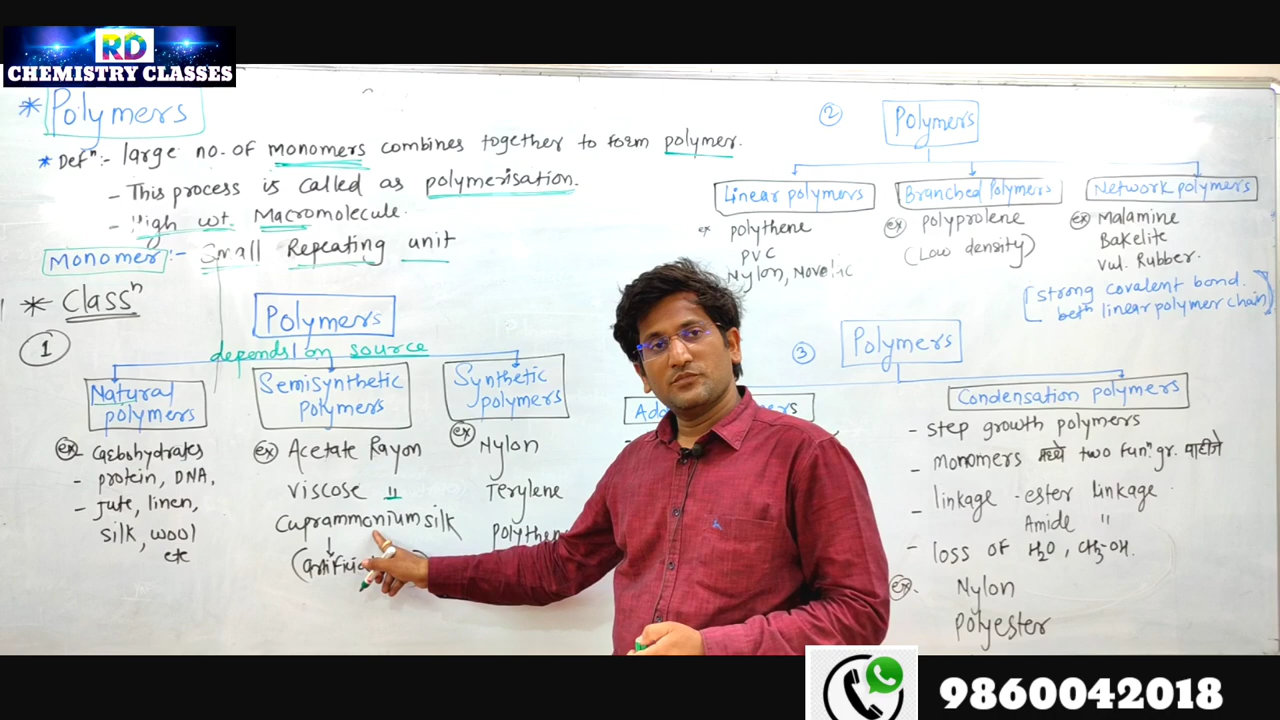 RD
CHEMISTRY CLASSES
* Polymers
* Defⁿ:- large no. of monomers combines together to form polymer.
- This process is called as polymerisation.
- High wt. Macromolecule.
Monomer :- Small Repeating unit
* Classⁿ
1
Polymers
depends on source
Natural polymers
ex Carbohydrates
- protein, DNA,
- Jute, linen,
silk, wool
etc
Semisynthetic Polymers
ex Acetate Rayon
viscose "
Cuprammonium silk
Synthetic polymers
ex Nylon
Terylene
polythen
2
Polymers
Linear polymers
polythene
PVC
Nylon,
Branched Polymers
ex polyprolene
(Low density)
Network polymers
ex Malamine
Bakelite
Vul. Rubber.
[strong covalent bond.
betⁿ linear polymer chain]
3
Polymers
Condensation polymers
- step growth polymers
- monomers मध्ये two funⁿ. gr. पाहीजे
- linkage - ester linkage
Amide "
- loss of H₂O, CH₃-OH.
ex. Nylon
Polyester
9860042018